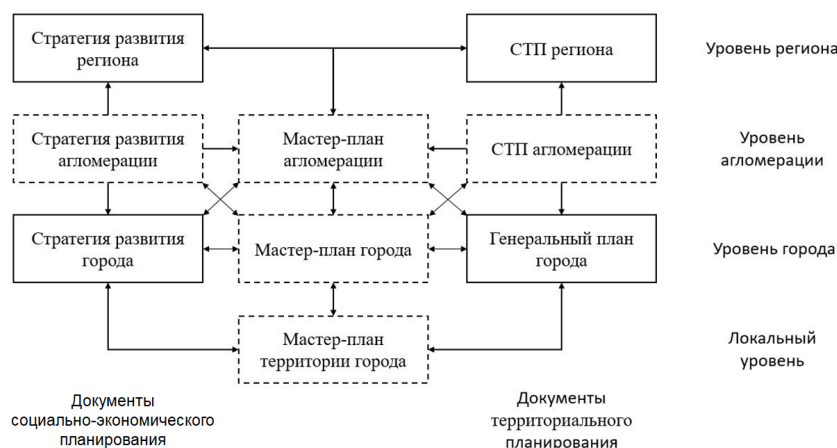 Стратегия развития
региона
СТП региона
Уровень региона
Стратегия развития
агломерации
Мастер-план
агломерации
СТП агломерации
Уровень
агломерации
Стратегия развития
города
Мастер-план города
Генеральный план
города
Уровень города
Мастер-план
территории города
Локальный
уровень
Документы
социально-экономического
планирования
Документы
территориального
планирования